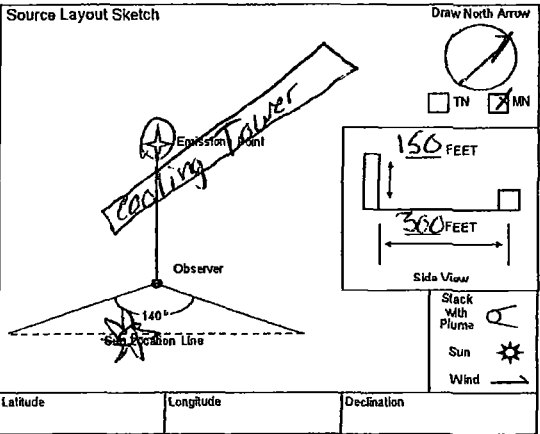 Source Layout Sketch
Draw North Arrow
TN
MN
Emission Point
Cooling Tower
150 FEET
300 FEET
Side View
Observer
140°
Sun Location Line
Stack
with
Plume
Sun
Wind
Latitude
Longitude
Declination